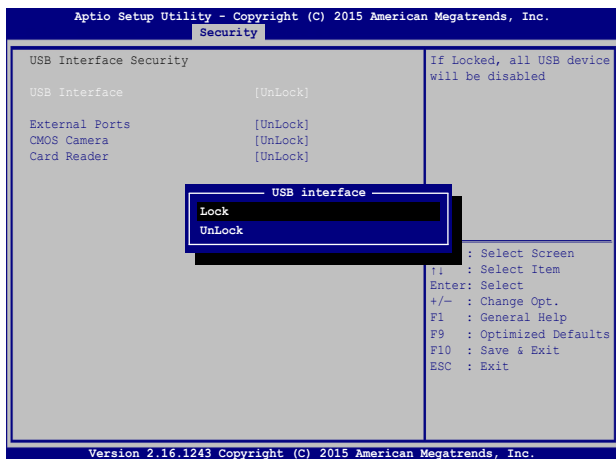 Aptio Setup Utility - Copyright (C) 2015 American Megatrends, Inc.
Security
USB Interface Security
USB Interface [UnLock]
External Ports [UnLock]
CMOS Camera [UnLock]
Card Reader [UnLock]
USB interface
Lock
UnLock
If Locked, all USB device
will be disabled
: Select Screen
↑↓ : Select Item
Enter: Select
+/— : Change Opt.
F1 : General Help
F9 : Optimized Defaults
F10 : Save & Exit
ESC : Exit
Version 2.16.1243 Copyright (C) 2015 American Megatrends, Inc.